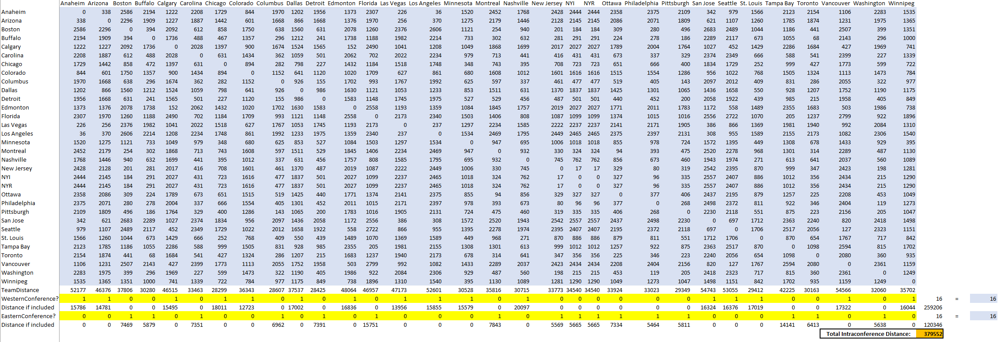 Anaheim Arizona Boston Buffalo Calgary Carolina Chicago Colorado Columbus Dallas Detroit Edmonton Florida Las Vegas Los Angeles Minnesota Montreal Nashville New Jersey NYI NYR Ottawa Philadelphia Pittsburgh San Jose Seattle St. Louis Tampa Bay Toronto Vancouver Washington Winnipeg
Anaheim 0 338 2586 2194 1222 2208 1729 844 1970 1202 1956 1373 2307 226 36 1520 2452 1768 2428 2444 2444 2358 2375 2109 342 979 1566 2123 2154 1106 2283 1535
Arizona 338 0 2296 1909 1227 1887 1442 601 1668 866 1668 1376 1970 256 370 1275 2179 1446 2128 2145 2145 2086 2071 1809 621 1107 1260 1785 1874 1231 1975 1365
Boston 2586 2296 0 394 2092 612 858 1750 638 1560 631 2078 1260 2376 2606 1121 254 940 201 184 184 309 280 496 2683 2489 1044 1186 441 2507 399 1351
Buffalo 2194 1909 394 0 1736 488 467 1357 296 1212 241 1738 1188 1982 2214 733 302 632 281 291 291 224 278 186 2289 2117 673 1055 68 2143 296 1000
Calgary 1222 1227 2092 1736 0 2028 1397 900 1674 1524 1565 152 2490 1041 1208 1049 1868 1699 2017 2027 2027 1789 2004 1764 1027 452 1429 2286 1684 427 1969 741
Carolina 2208 1887 612 488 2028 0 631 1434 362 1059 501 2062 702 2022 2234 979 713 441 416 431 431 673 337 329 2374 2349 666 588 541 2399 227 1339
Chicago 1729 1442 858 472 1397 631 0 894 282 798 227 1432 1184 1518 1748 348 743 395 708 723 723 651 666 400 1834 1729 252 999 427 1773 599 722
Colorado 844 601 1750 1357 900 1434 894 0 1152 641 1120 1020 1709 627 861 680 1608 1012 1601 1616 1616 1515 1554 1286 956 1022 768 1505 1324 1113 1473 784
Columbus 1970 1668 638 296 1674 362 282 1152 0 926 155 1702 993 1767 1992 625 597 337 461 477 477 519 405 143 2097 2012 409 831 286 2055 322 977
Dallas 1202 866 1560 1212 1524 1059 798 641 926 0 986 1630 1121 1053 1233 853 1511 631 1370 1837 1837 1425 1301 1065 1436 1658 550 928 1207 1752 1190 1175
Detroit 1956 1668 631 241 1565 501 227 1120 155 986 0 1583 1148 1745 1975 527 529 456 487 501 501 440 452 200 2058 1922 439 985 215 1958 405 849
Edmonton 1373 1376 2078 1738 152 2062 1432 1020 1702 1630 1583 0 2558 1193 1359 1084 1845 1757 2019 2027 2027 1771 2011 1783 1172 558 1489 2355 1683 503 1986 738
Florida 2307 1970 1260 1188 2490 702 1184 1709 993 1121 1148 2558 0 2173 2340 1503 1406 808 1087 1099 1099 1374 1015 1016 2556 2722 1070 205 1237 2799 922 1896
Las Vegas 226 256 2376 1982 1041 2022 1518 627 1767 1053 1745 1193 2173 0 237 1297 2234 1585 2222 2237 2237 2141 2171 1905 386 866 1369 1981 1940 992 2084 1310
Los Angeles 36 370 2606 2214 1208 2234 1748 861 1992 1233 1975 1359 2340 237 0 1534 2469 1795 2449 2465 2465 2375 2397 2131 308 955 1589 2155 2173 1082 2306 1540
Minnesota 1520 1275 1121 733 1049 979 348 680 625 853 527 1084 1503 1297 1534 0 947 695 1006 1018 1018 855 978 724 1572 1395 449 1308 678 1433 929 395
Montreal 2452 2179 254 302 1868 713 743 1608 597 1511 529 1845 1406 2234 2469 947 0 932 330 324 324 94 393 475 2520 2278 968 1301 314 2289 487 1130
Nashville 1768 1446 940 632 1699 441 395 1012 337 631 456 1757 808 1585 1795 695 932 0 745 762 762 856 673 460 1943 1974 271 613 641 2037 560 1089
New Jersey 2428 2128 201 281 2017 416 708 1601 461 1370 487 2019 1087 2222 2449 1006 330 745 0 17 17 329 80 319 2542 2395 870 999 347 2423 198 1281
NYI 2444 2145 184 291 2027 431 723 1616 477 1837 501 2027 1099 2237 2465 1018 324 762 17 0 0 327 96 335 2557 2407 886 1012 356 2434 215 1290
NYR 2444 2145 184 291 2027 431 723 1616 477 1837 501 2027 1099 2237 2465 1018 324 762 17 0 0 327 96 335 2557 2407 886 1012 356 2434 215 1290
Ottawa 2358 2086 309 224 1789 673 651 1515 519 1425 440 1771 1374 2141 2375 855 94 856 329 327 327 0 377 406 2437 2195 879 1257 225 2208 453 1049
Philadelphia 2375 2071 280 278 2004 337 666 1554 405 1301 452 2011 1015 2171 2397 978 393 673 80 96 96 377 0 268 2498 2372 811 922 346 2404 119 1273
Pittsburgh 2109 1809 496 186 1764 329 400 1286 143 1065 200 1783 1016 1905 2131 724 475 460 319 335 335 406 268 0 2230 2118 551 875 223 2156 205 1047
San Jose 342 621 2683 2289 1027 2374 1834 956 2097 1436 2058 1172 2556 386 308 1572 2520 1943 2542 2557 2557 2437 2498 2230 0 697 1712 2363 2240 820 2418 1498
Seattle 979 1107 2489 2117 452 2349 1729 1022 2012 1658 1922 558 2722 866 955 1395 2278 1974 2395 2407 2407 2195 2372 2118 697 0 1706 2517 2056 127 2323 1151
St. Louis 1566 1260 1044 673 1429 666 252 768 409 550 439 1489 1070 1369 1589 449 968 271 870 886 886 879 811 551 1712 1706 0 870 654 1767 717 842
Tampa Bay 2123 1785 1186 1055 2286 588 999 1505 831 928 985 2355 205 1981 2155 1308 1301 613 999 1012 1012 1257 922 875 2363 2517 870 0 1098 2594 815 1702
Toronto 2154 1874 441 68 1684 541 427 1324 286 1207 215 1683 1237 1940 2173 678 314 641 347 356 356 225 346 223 2240 2056 654 1098 0 2080 360 935
Vancouver 1106 1231 2507 2143 427 2399 1773 1113 2055 1752 1958 503 2799 992 1082 1433 2289 2037 2423 2434 2434 2208 2404 2156 820 127 1767 2594 2080 0 2361 1159
Washington 2283 1975 399 296 1969 227 599 1473 322 1190 405 1986 922 2084 2306 929 487 560 198 215 215 453 119 205 2418 2323 717 815 360 2361 0 1249
Winnipeg 1535 1365 1351 1000 741 1339 722 784 977 1175 849 738 1896 1310 1540 395 1130 1089 1281 1290 1290 1049 1273 1047 1498 1151 842 1702 935 1159 1249 0
TeamDistance 52177 46376 37806 30280 46515 33463 28299 36343 28607 37537 28425 48064 46957 47173 52601 30528 35816 30715 33773 34540 34540 33924 33023 29349 54743 53055 29412 42225 30163 54566 32060 35702
WesternConference? 1 1 0 0 1 0 1 1 0 1 0 1 0 1 1 1 0 1 0 0 0 0 0 0 1 1 1 0 0 1 0 1 16 = 16
Distance if included 15786 14781 0 0 15495 0 18011 12723 0 17002 0 16836 0 13956 15855 15579 0 20097 0 0 0 0 0 0 16324 16376 17019 0 0 17322 0 16044 259206
EasternConference? 0 0 1 1 0 1 0 0 1 0 1 0 1 0 0 0 1 0 1 1 1 1 1 1 0 0 0 1 1 0 1 0 16 = 16
Distance if included 0 0 7469 5879 0 7351 0 0 6962 0 7391 0 15751 0 0 0 7843 0 5569 5665 5665 7334 5464 5811 0 0 0 14141 6413 0 5638 0 120346
Total Intraconference Distance: 379552